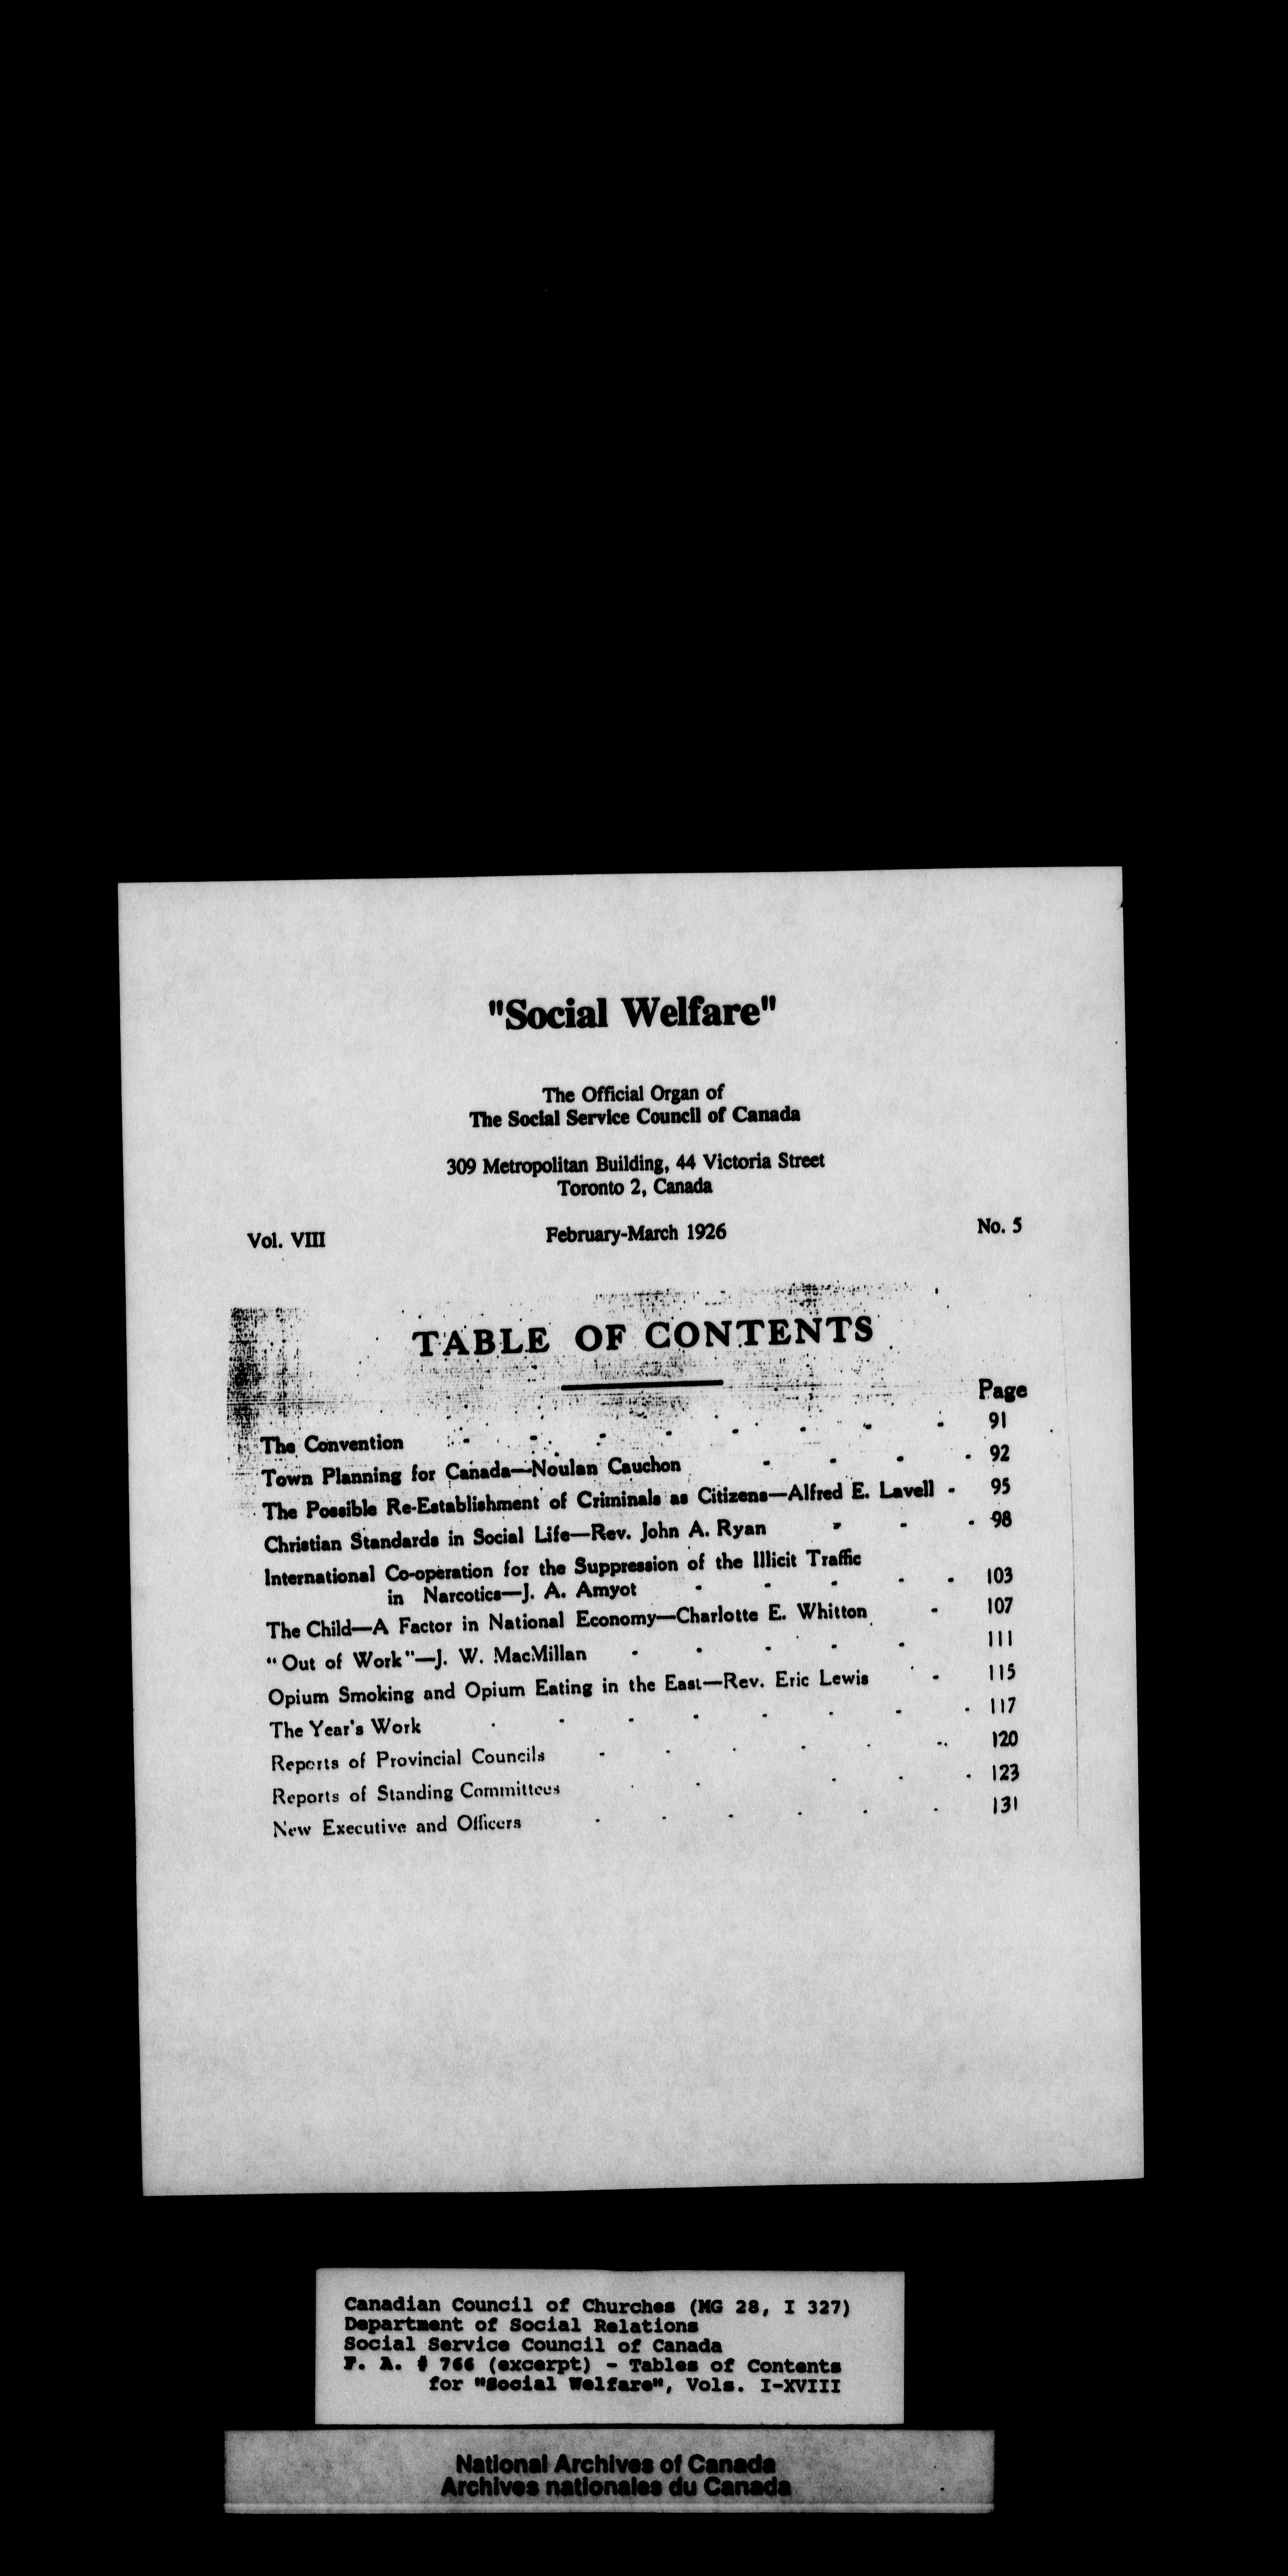 "Social Welfare"
The Official Organ of
The Social Service Council of Canada
309 Metropolitan Building, 44 Victoria Street
Toronto 2, Canada
Vol. VIII February-March 1926 No. 5
TABLE OF CONTENTS
Page
The Convention - - - - - - - - 91
Town Planning for Canada—Noulan Cauchon - - - - 92
The Possible Re-Establishment of Criminals as Citizens—Alfred E. Lavell - 95
Christian Standards in Social Life—Rev. John A. Ryan - - - 98
International Co-operation for the Suppression of the Illicit Traffic
in Narcotics—J. A. Amyot - - - - - 103
The Child—A Factor in National Economy—Charlotte E. Whitton - 107
"Out of Work"—J. W. MacMillan - - - - - 111
Opium Smoking and Opium Eating in the East—Rev. Eric Lewis - 115
The Year's Work - - - - - - - - 117
Reports of Provincial Councils - - - - - - 120
Reports of Standing Committees - - - - - 123
New Executive and Officers - - - - - - 131
Canadian Council of Churches (MG 28, I 327)
Department of Social Relations
Social Service Council of Canada
F. A. # 766 (excerpt) - Tables of Contents
for "Social Welfare", Vols. I-XVIII
National Archives of Canada
Archives nationales du Canada